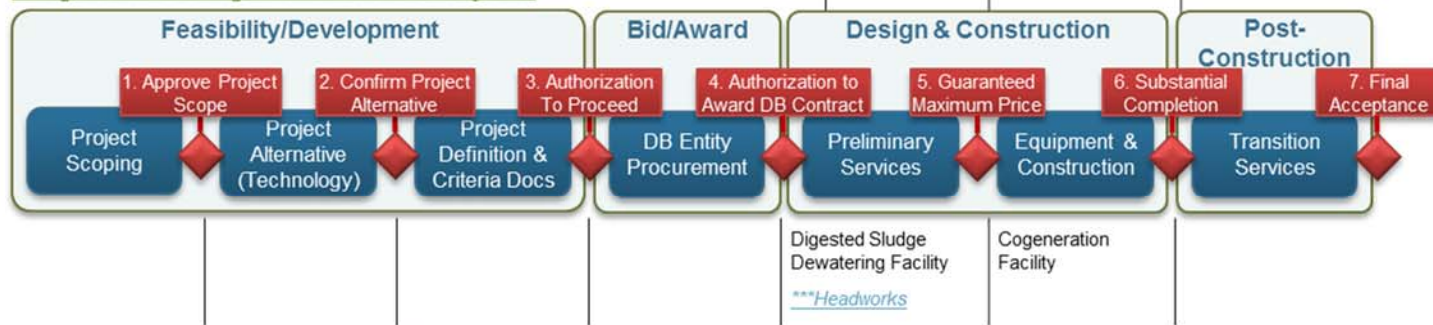 Feasibility/Development
Bid/Award
Design & Construction
Post-
Construction
1. Approve Project
Scope
2. Confirm Project
Alternative
3. Authorization
To Proceed
4. Authorization to
Award DB Contract
5. Guaranteed
Maximum Price
6. Substantial
Completion
7. Final
Acceptance
Project
Scoping
Project
Alternative
(Technology)
Project
Definition &
Criteria Docs
DB Entity
Procurement
Preliminary
Services
Equipment &
Construction
Transition
Services
Digested Sludge
Dewatering Facility
***Headworks
Cogeneration
Facility